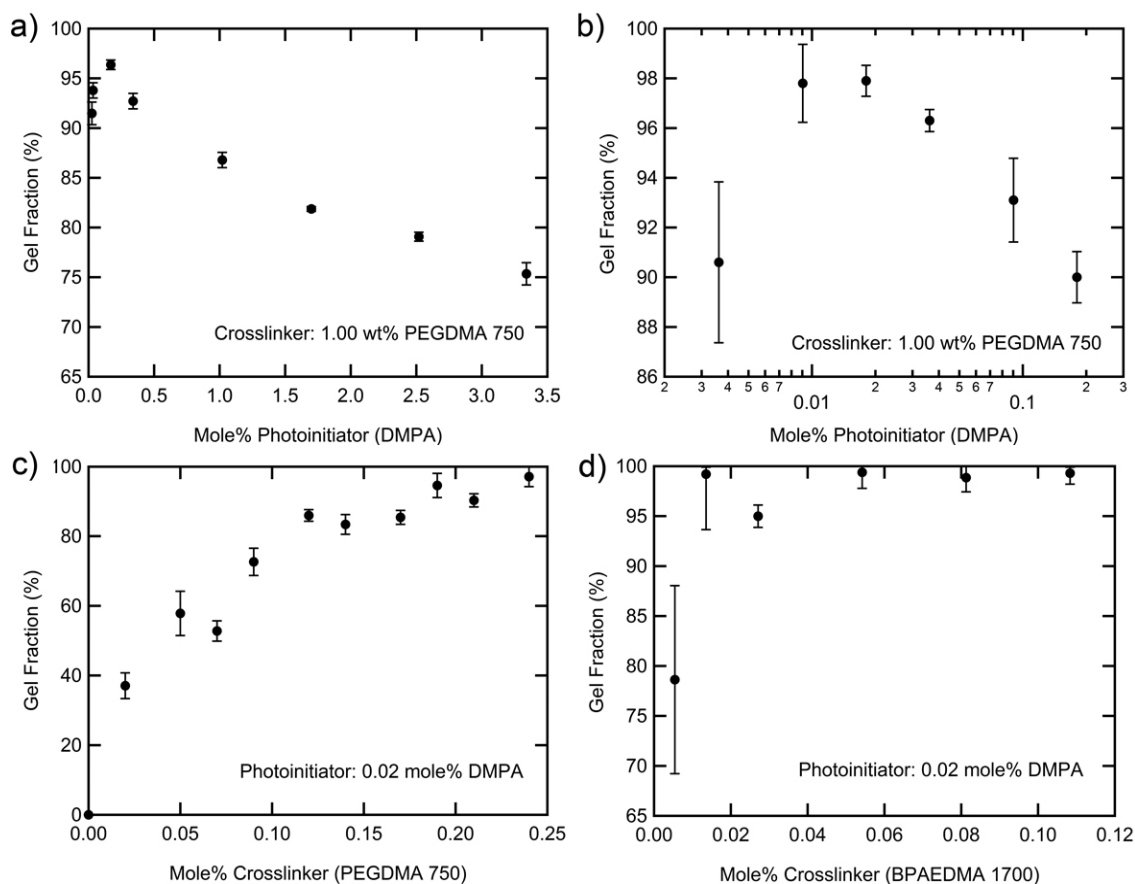 a)
100
95
90
85
80
75
70
65
Gel Fraction (%)
Crosslinker: 1.00 wt% PEGDMA 750
0.0 0.5 1.0 1.5 2.0 2.5 3.0 3.5
Mole% Photoinitiator (DMPA)
b)
100
98
96
94
92
90
88
86
Gel Fraction (%)
Crosslinker: 1.00 wt% PEGDMA 750
2 3 4 5 6 7 0.01 2 3 4 5 6 7 0.1 2 3
Mole% Photoinitiator (DMPA)
c)
100
80
60
40
20
0
Gel Fraction (%)
Photoinitiator: 0.02 mole% DMPA
0.00 0.05 0.10 0.15 0.20 0.25
Mole% Crosslinker (PEGDMA 750)
d)
100
95
90
85
80
75
70
65
Gel Fraction (%)
Photoinitiator: 0.02 mole% DMPA
0.00 0.02 0.04 0.06 0.08 0.10 0.12
Mole% Crosslinker (BPAEDMA 1700)